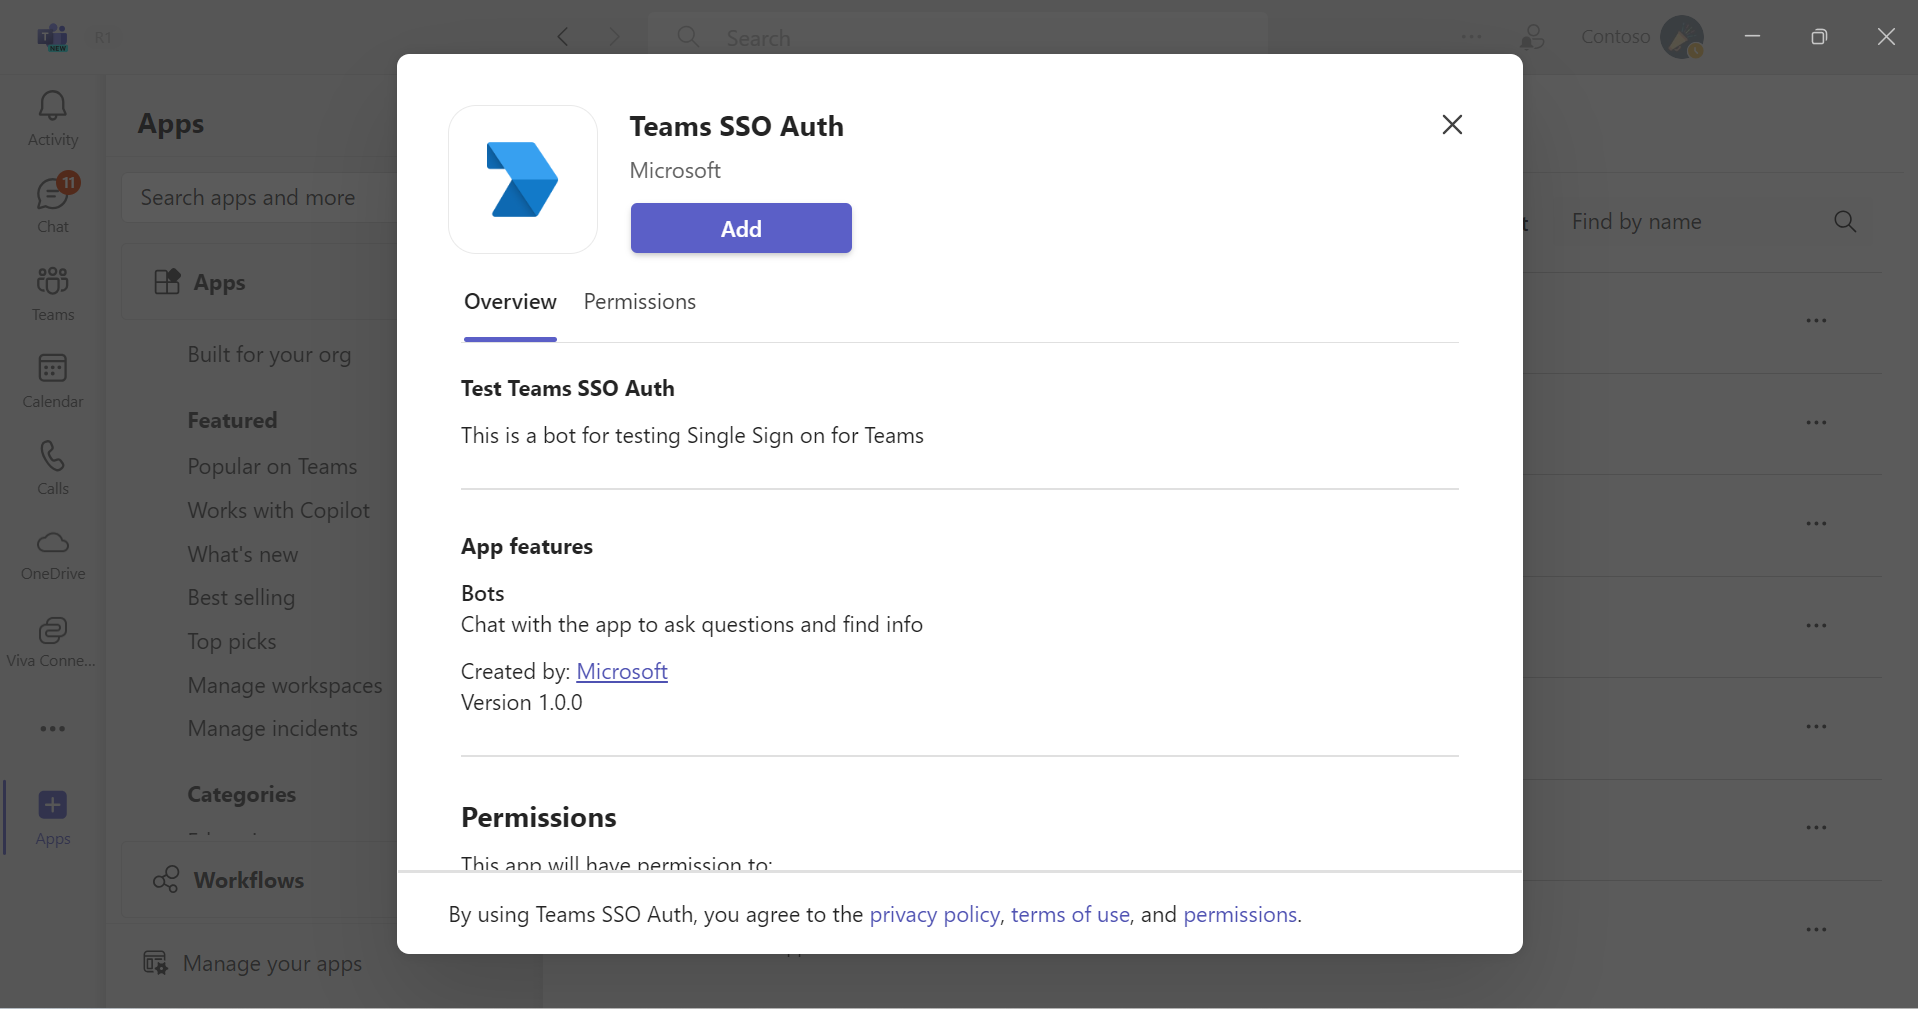 NEW
R1
Search
Contoso
Activity
11
Chat
Teams
Calendar
Calls
OneDrive
Viva Conne...
Apps
Apps
Search apps and more
Apps
Built for your org
Featured
Popular on Teams
Works with Copilot
What's new
Best selling
Top picks
Manage workspaces
Manage incidents
Categories
Workflows
Manage your apps
Find by name
Teams SSO Auth
Microsoft
Add
Overview Permissions
Test Teams SSO Auth
This is a bot for testing Single Sign on for Teams
App features
Bots
Chat with the app to ask questions and find info
Created by: Microsoft
Version 1.0.0
Permissions
This app will have permission to:
By using Teams SSO Auth, you agree to the privacy policy, terms of use, and permissions.